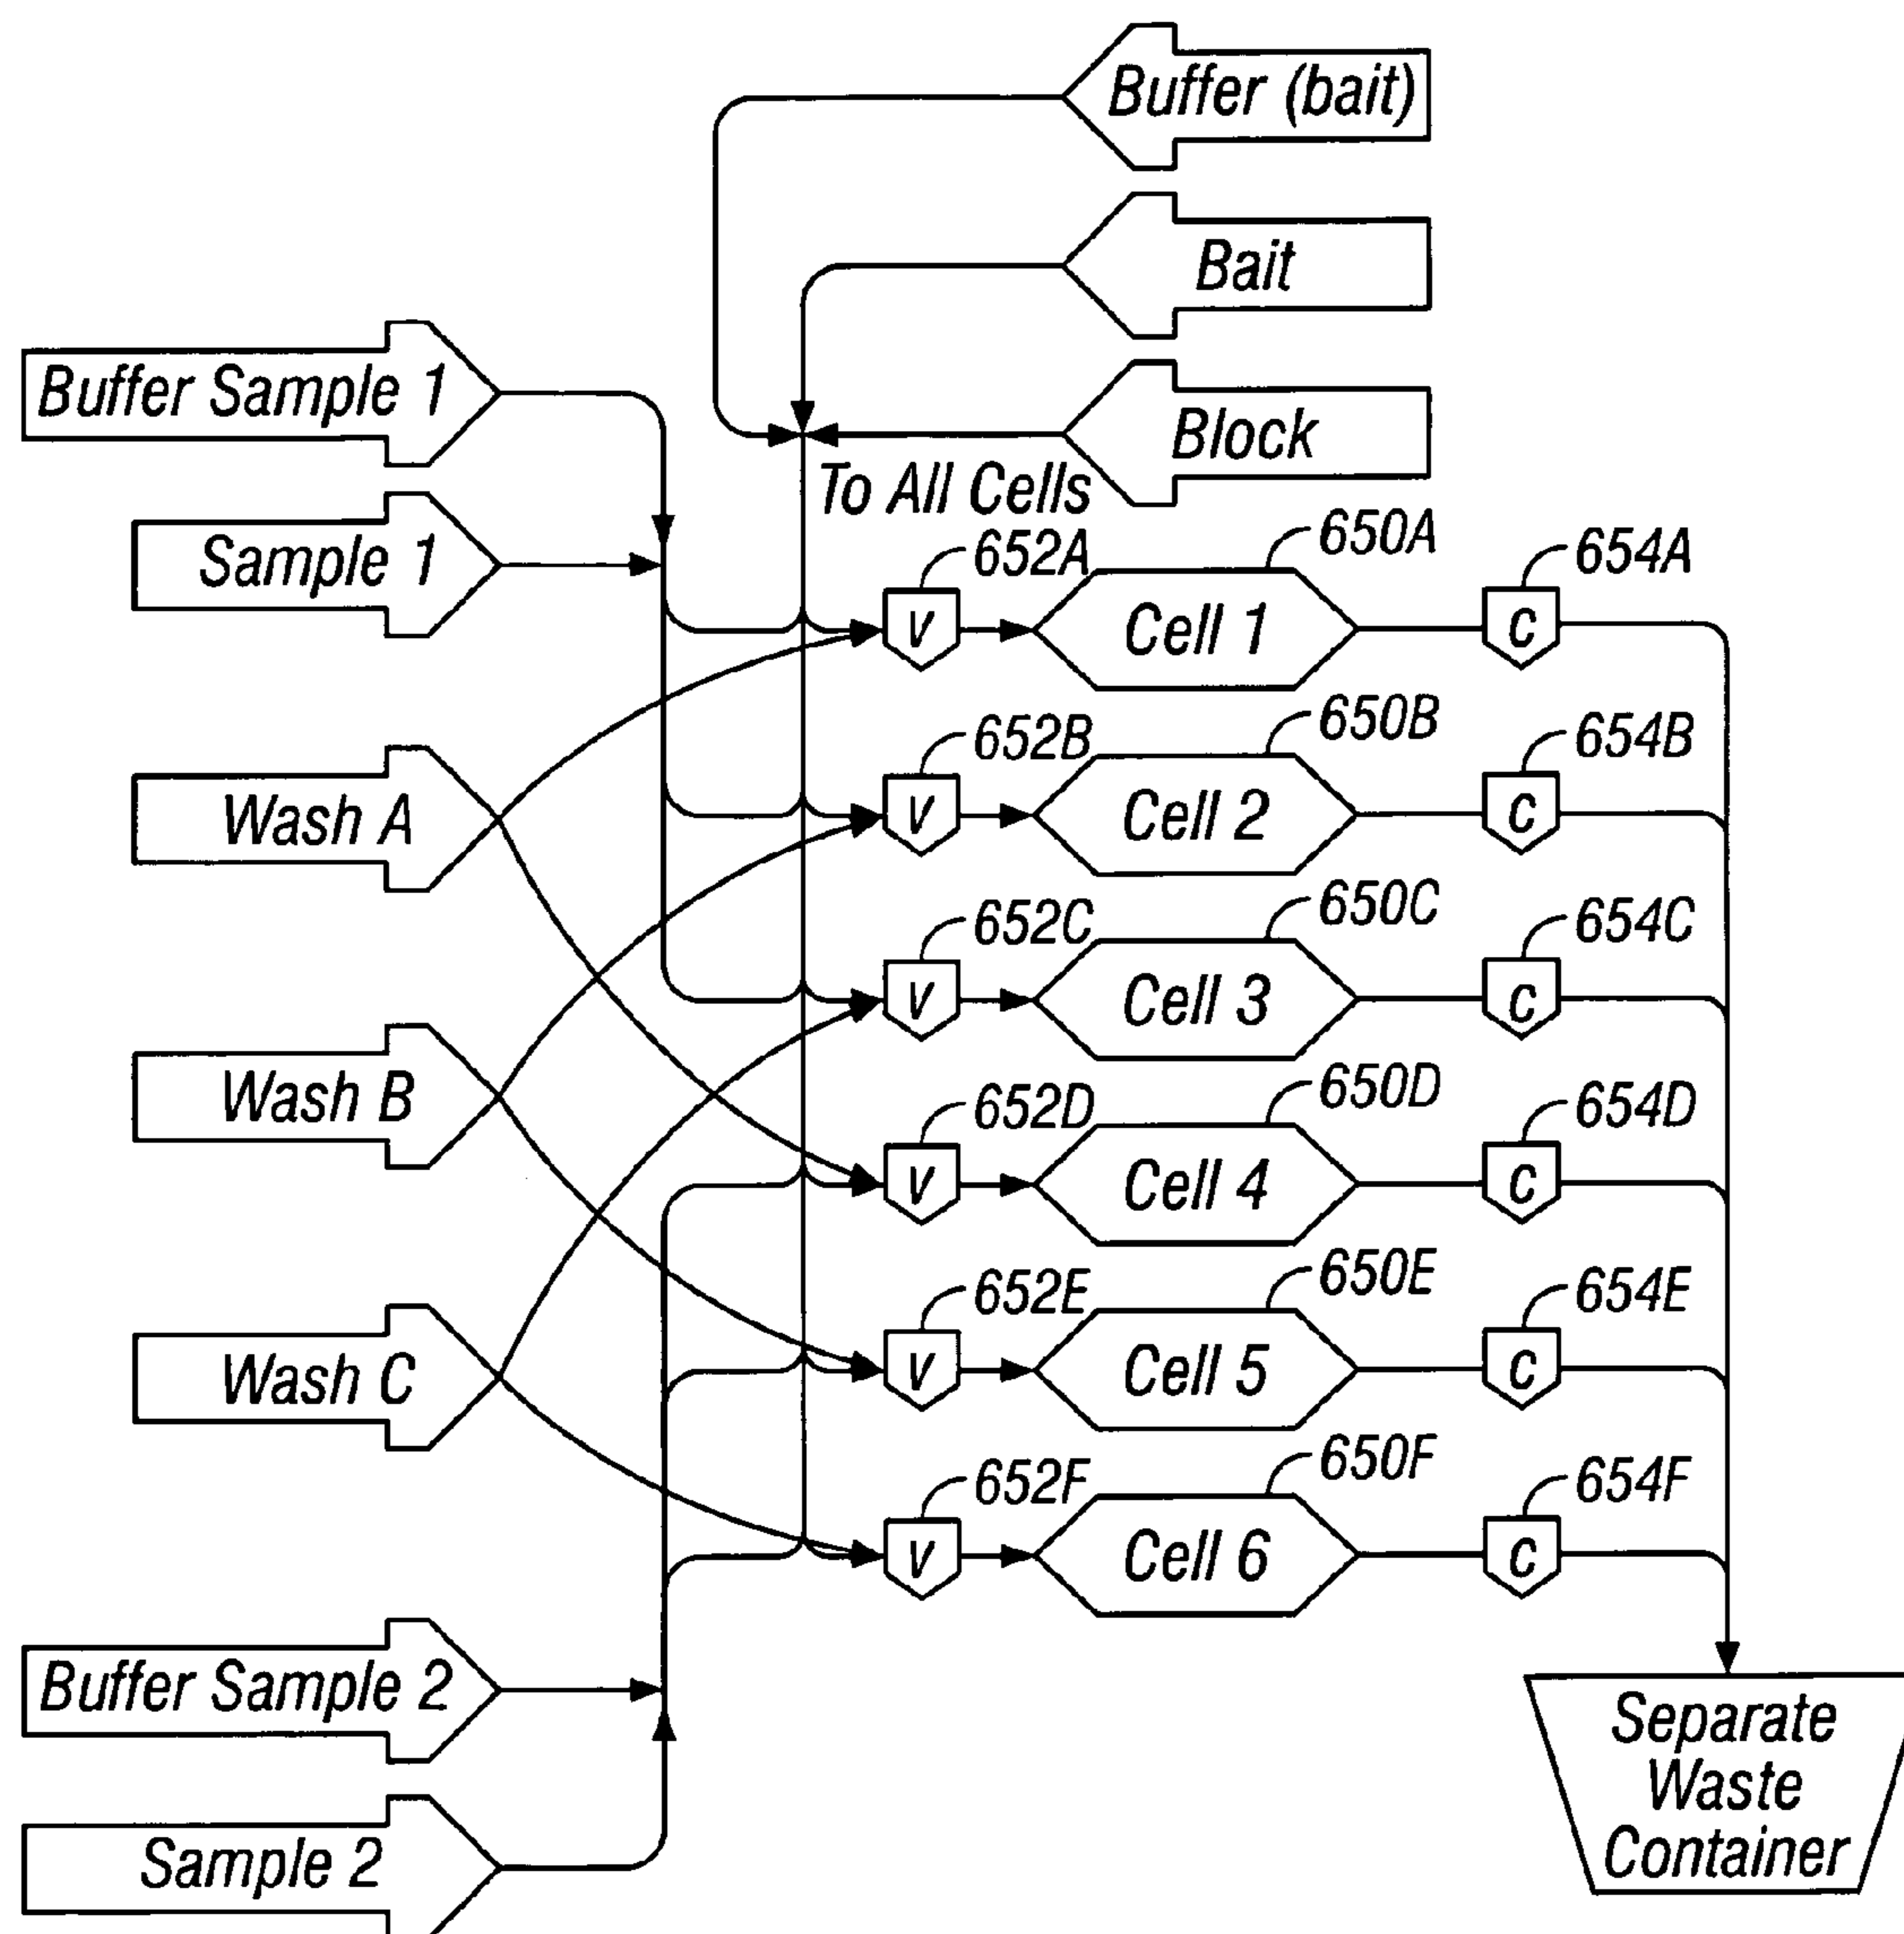 Buffer (bait)
Bait
Buffer Sample 1
Block
To All Cells
Sample 1
652A
650A
654A
V
Cell 1
C
652B
650B
654B
Wash A
V
Cell 2
C
652C
650C
654C
V
Cell 3
C
Wash B
652D
650D
654D
V
Cell 4
C
652E
650E
654E
Wash C
V
Cell 5
C
652F
650F
654F
V
Cell 6
C
Buffer Sample 2
Separate
Waste
Container
Sample 2